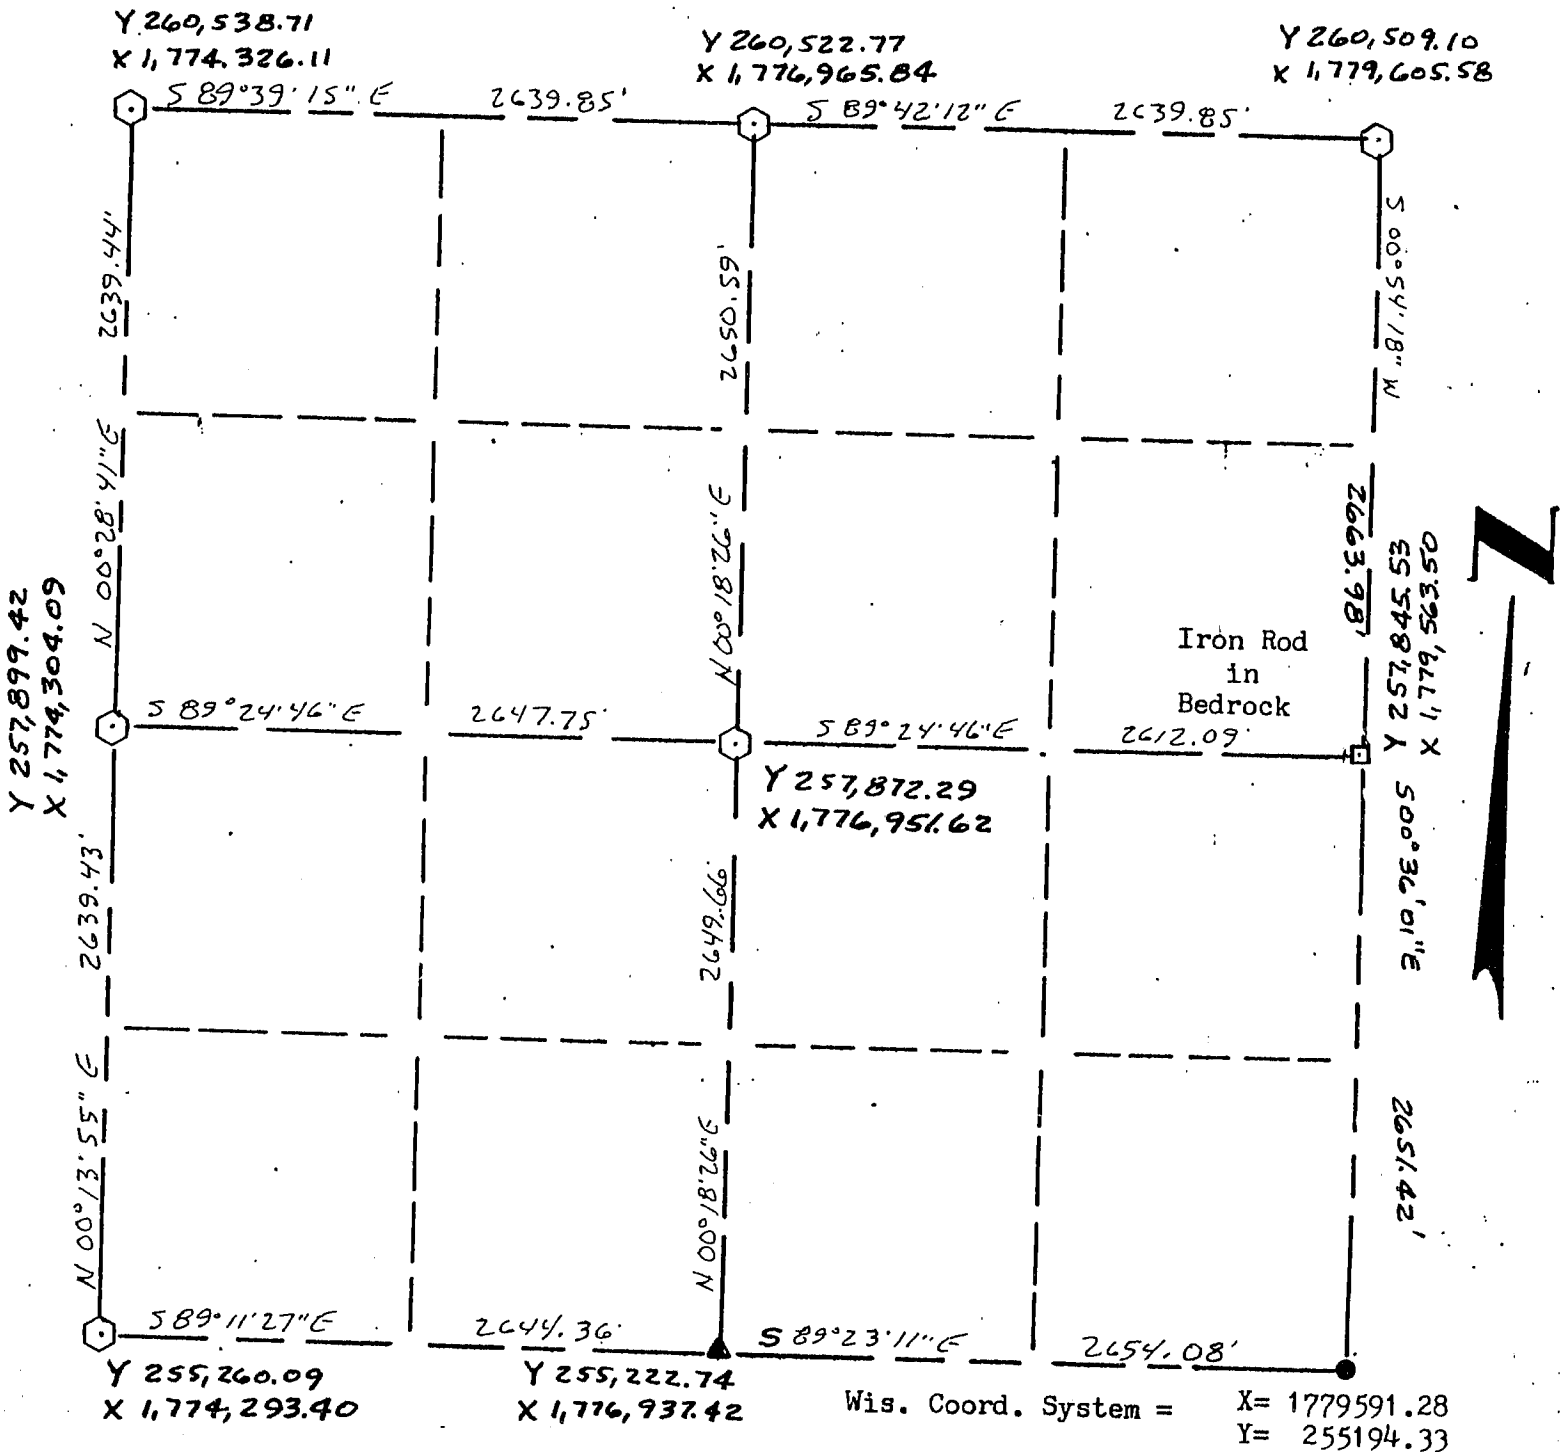 Y 260,538.71
X 1,774,326.11
Y 260,522.77
X 1,776,965.84
Y 260,509.10
X 1,779,605.58
S 89°39'15" E
2639.85'
S 89°42'12" E
2639.85'
2639.44'
N 00°28'41" E
2650.59'
N 00°18'26" E
S 00°54'18" W
2663.98'
Y 257,899.42
X 1,774,304.09
X 1,779,563.50
Y 257,845.55
N
Iron Rod
in
Bedrock
S 89°24'46" E
2647.75'
S 89°24'46" E
2612.09'
Y 257,872.29
X 1,776,951.62
2639.43'
N 00°13'55" E
2649.66'
N 00°18'26" E
S00°36'01"E
2651.42'
S 89°11'27" E
2644.36'
S 89°23'11" E
2654.08'
Y 255,260.09
X 1,774,293.40
Y 255,222.74
X 1,776,937.42
Wis. Coord. System = X= 1779591.28
Y= 255194.33